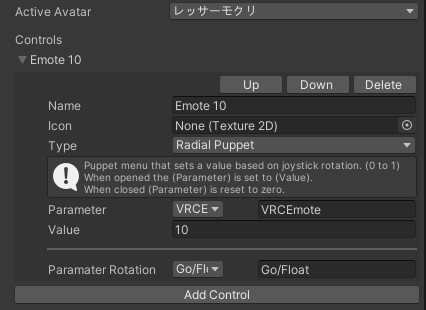 Active Avatar レッサーモクリ
Controls
Emote 10
Up Down Delete
Name Emote 10
Icon None (Texture 2D)
Type Radial Puppet
Puppet menu that sets a value based on joystick rotation. (0 to 1)
When opened the (Parameter) is set to (Value).
When closed (Parameter) is reset to zero.
Parameter VRCE VRCEmote
Value 10
Paramater Rotation Go/Flo Go/Float
Add Control